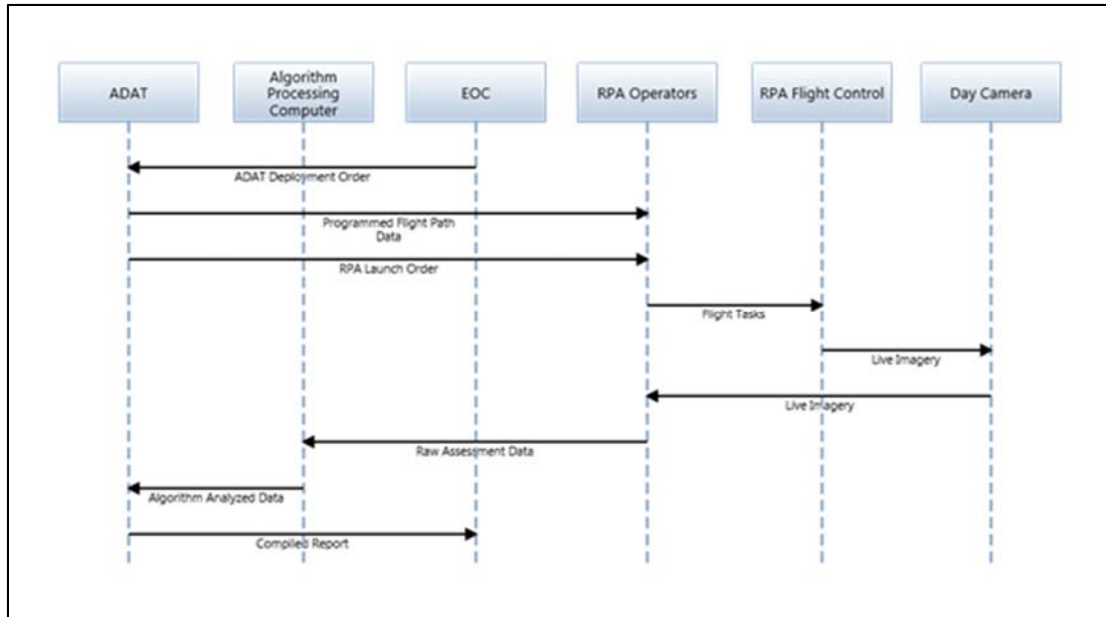 ADAT
Algorithm
Processing
Computer
EOC
RPA Operators
RPA Flight Control
Day Camera
ADAT Deployment Order
Programmed Flight Path
Data
RPA Launch Order
Flight Tasks
Live Imagery
Live Imagery
Raw Assessment Data
Algorithm Analyzed Data
Compiled Report